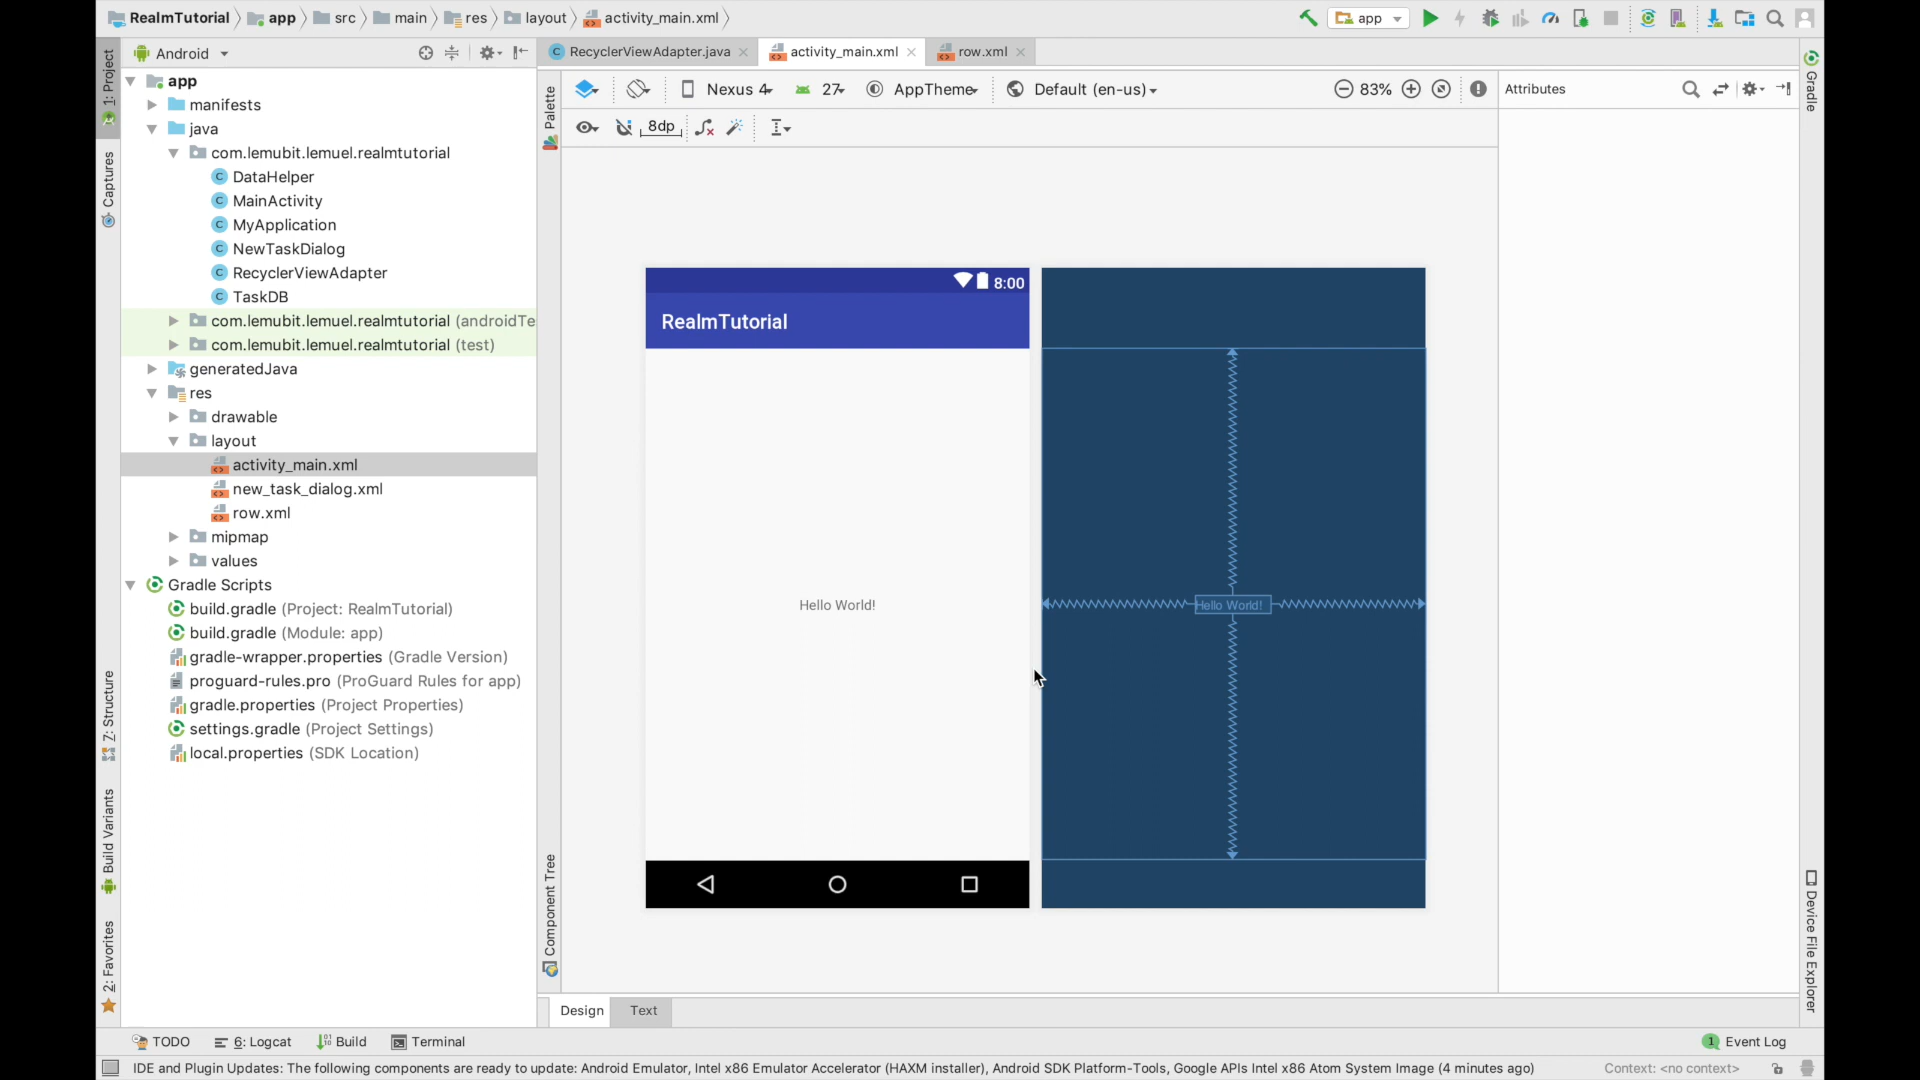 RealmTutorial app src main res layout activity_main.xml app
1: Project
Captures
Z: Structure
Build Variants
2: Favorites
Android
app
manifests
java
com.lemubit.lemuel.realmtutorial
DataHelper
MainActivity
MyApplication
NewTaskDialog
RecyclerViewAdapter
TaskDB
com.lemubit.lemuel.realmtutorial (androidTe
com.lemubit.lemuel.realmtutorial (test)
generatedJava
res
drawable
layout
activity_main.xml
new_task_dialog.xml
row.xml
mipmap
values
Gradle Scripts
build.gradle (Project: RealmTutorial)
build.gradle (Module: app)
gradle-wrapper.properties (Gradle Version)
proguard-rules.pro (ProGuard Rules for app)
gradle.properties (Project Properties)
settings.gradle (Project Settings)
local.properties (SDK Location)
RecyclerViewAdapter.java activity_main.xml row.xml
Palette
Component Tree
Nexus 4 27 AppTheme Default (en-us) 83%
8dp
8:00
RealmTutorial
Hello World!
Hello World!
Attributes
Gradle
Device File Explorer
Design Text
TODO 6: Logcat Build Terminal 1 Event Log
IDE and Plugin Updates: The following components are ready to update: Android Emulator, Intel x86 Emulator Accelerator (HAXM installer), Android SDK Platform-Tools, Google APIs Intel x86 Atom System Image (4 minutes ago) Context: <no context>